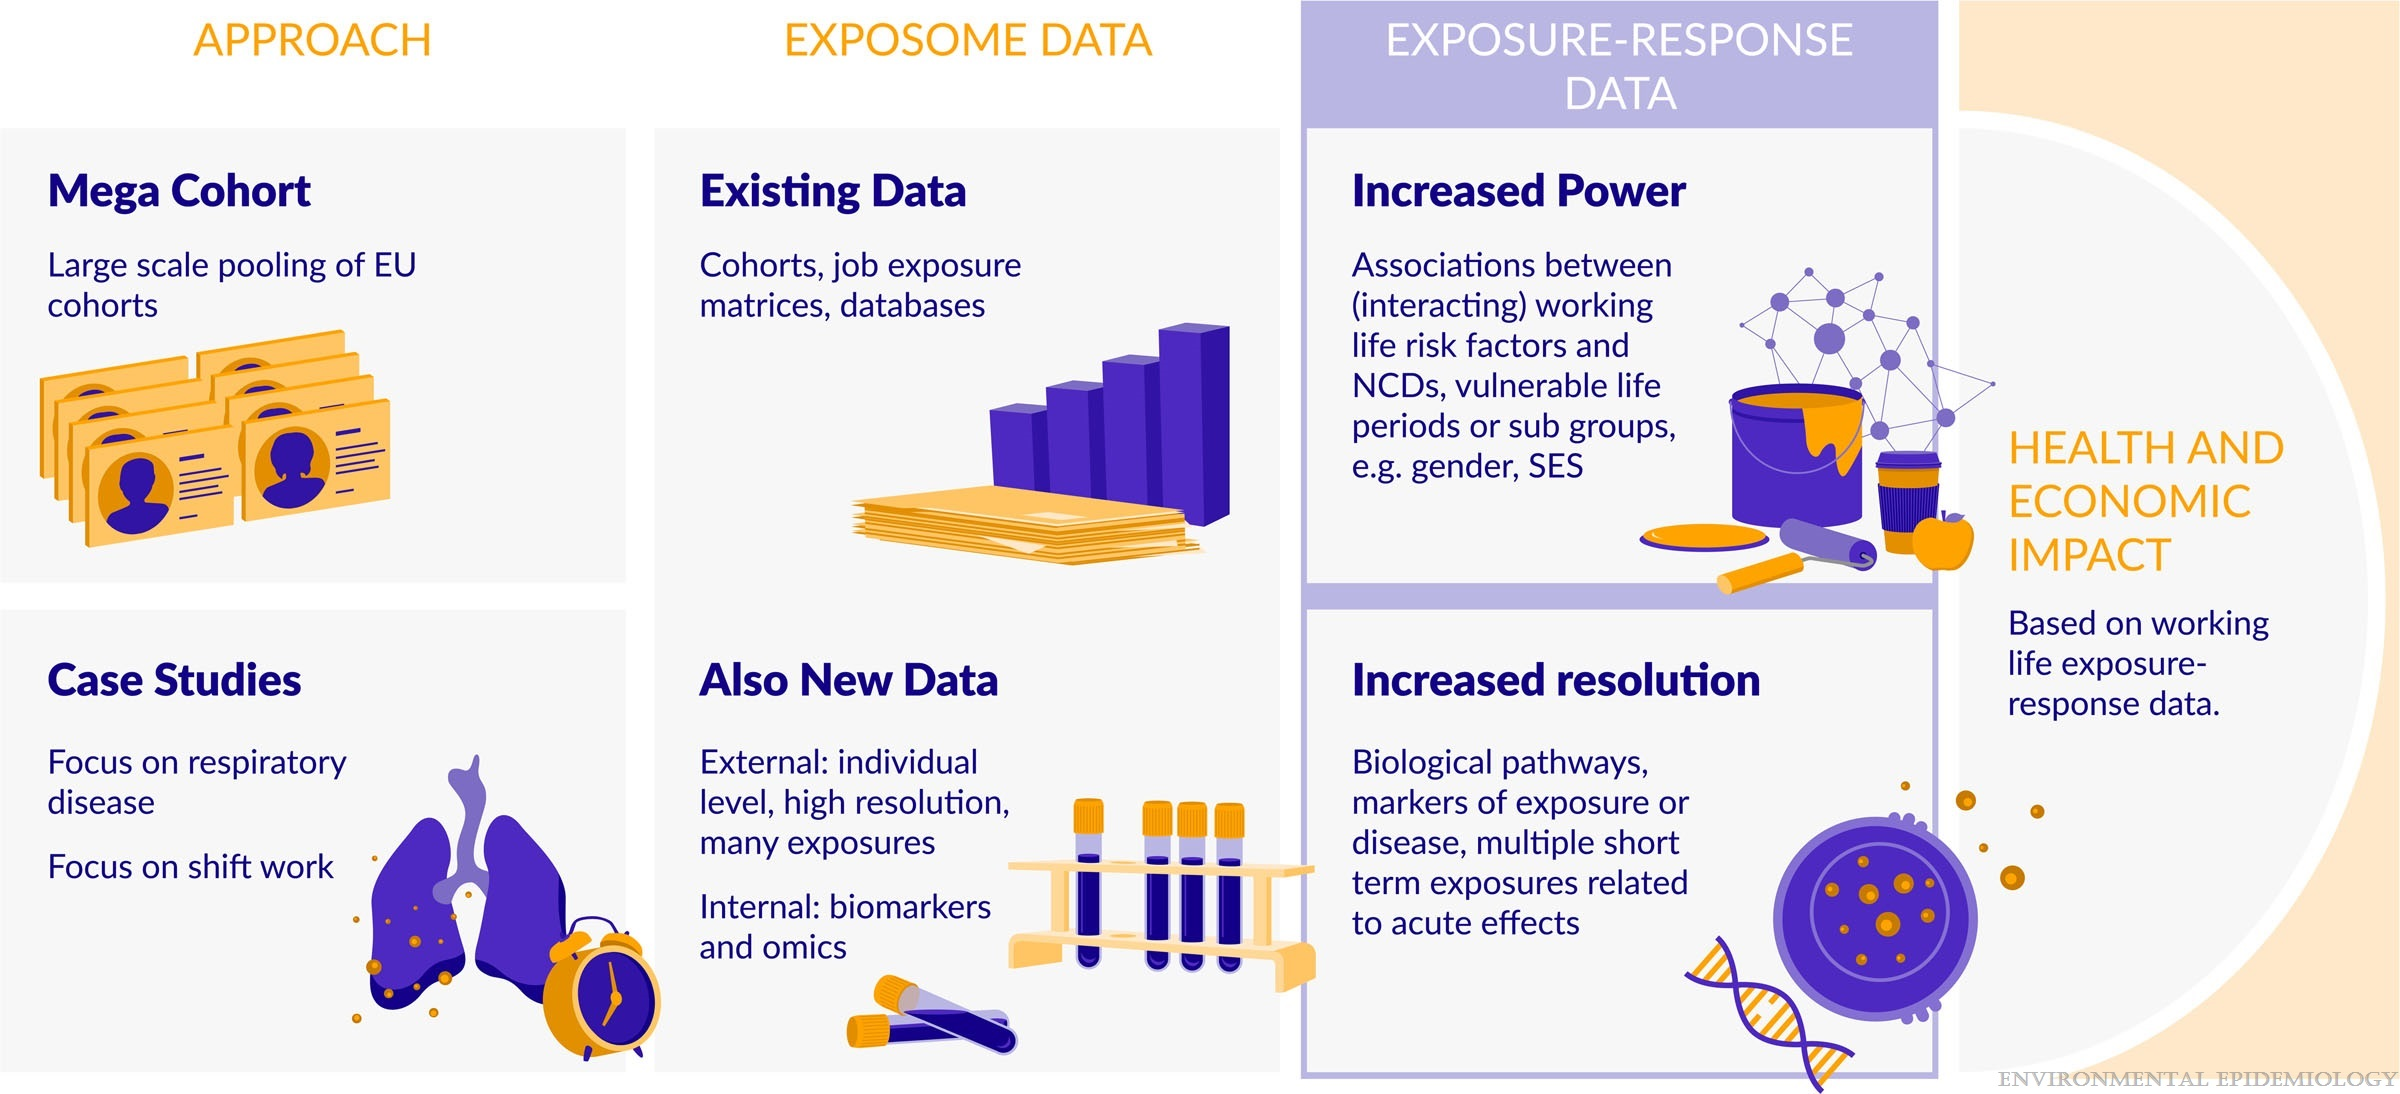 APPROACH
Mega Cohort
Large scale pooling of EU
cohorts
Case Studies
Focus on respiratory
disease
Focus on shift work
EXPOSOME DATA
Existing Data
Cohorts, job exposure
matrices, databases
Also New Data
External: individual
level, high resolution,
many exposures
Internal: biomarkers
and omics
EXPOSURE-RESPONSE
DATA
Increased Power
Associations between
(interacting) working
life risk factors and
NCDs, vulnerable life
periods or sub groups,
e.g. gender, SES
Increased resolution
Biological pathways,
markers of exposure or
disease, multiple short
term exposures related
to acute effects
HEALTH AND
ECONOMIC
IMPACT
Based on working
life exposure-
response data.
ENVIRONMENTAL EPIDEMIOLOGY